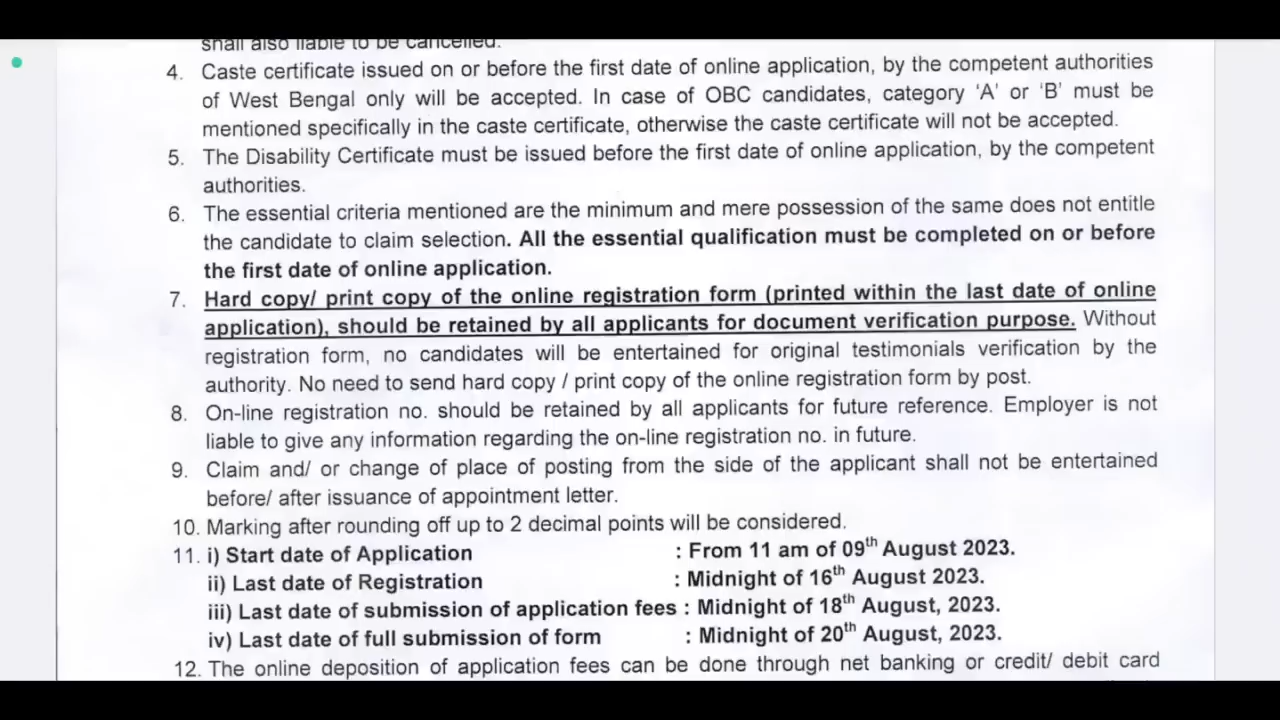 shall also liable to be cancelled.
4. Caste certificate issued on or before the first date of online application, by the competent authorities
of West Bengal only will be accepted. In case of OBC candidates, category ‘A’ or ‘B’ must be
mentioned specifically in the caste certificate, otherwise the caste certificate will not be accepted.
5. The Disability Certificate must be issued before the first date of online application, by the competent
authorities.
6. The essential criteria mentioned are the minimum and mere possession of the same does not entitle
the candidate to claim selection. All the essential qualification must be completed on or before
the first date of online application.
7. Hard copy/ print copy of the online registration form (printed within the last date of online
application), should be retained by all applicants for document verification purpose. Without
registration form, no candidates will be entertained for original testimonials verification by the
authority. No need to send hard copy / print copy of the online registration form by post.
8. On-line registration no. should be retained by all applicants for future reference. Employer is not
liable to give any information regarding the on-line registration no. in future.
9. Claim and/ or change of place of posting from the side of the applicant shall not be entertained
before/ after issuance of appointment letter.
10. Marking after rounding off up to 2 decimal points will be considered.
11. i) Start date of Application : From 11 am of 09th August 2023.
ii) Last date of Registration : Midnight of 16th August 2023.
iii) Last date of submission of application fees : Midnight of 18th August, 2023.
iv) Last date of full submission of form : Midnight of 20th August, 2023.
12. The online deposition of application fees can be done through net banking or credit/ debit card